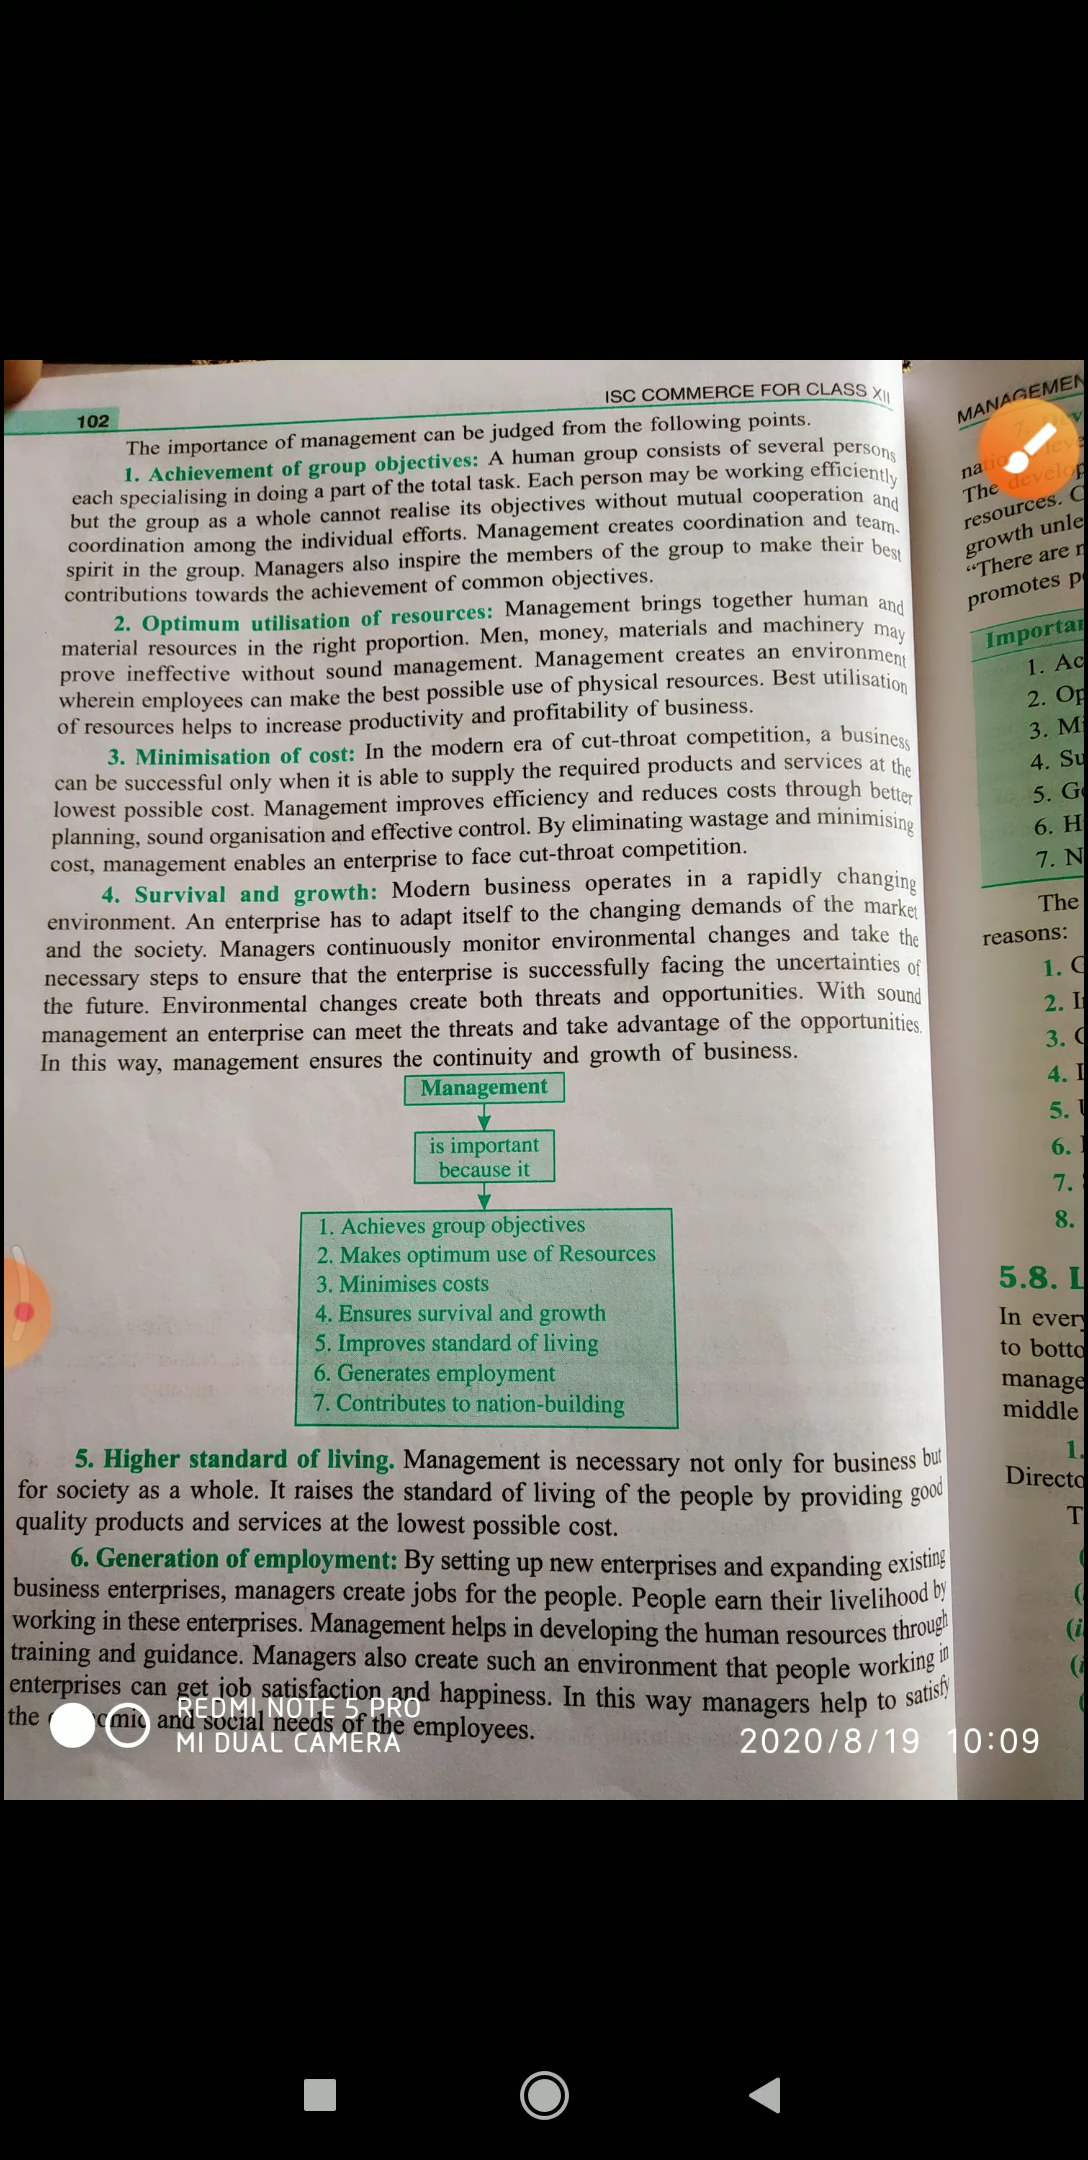 102
ISC COMMERCE FOR CLASS XII
The importance of management can be judged from the following points.
1. Achievement of group objectives: A human group consists of several persons
each specialising in doing a part of the total task. Each person may be working efficiently
but the group as a whole cannot realise its objectives without mutual cooperation and
coordination among the individual efforts. Management creates coordination and team-
spirit in the group. Managers also inspire the members of the group to make their best
contributions towards the achievement of common objectives.
2. Optimum utilisation of resources: Management brings together human and
material resources in the right proportion. Men, money, materials and machinery may
prove ineffective without sound management. Management creates an environment
wherein employees can make the best possible use of physical resources. Best utilisation
of resources helps to increase productivity and profitability of business.
3. Minimisation of cost: In the modern era of cut-throat competition, a business
can be successful only when it is able to supply the required products and services at the
lowest possible cost. Management improves efficiency and reduces costs through better
planning, sound organisation and effective control. By eliminating wastage and minimising
cost, management enables an enterprise to face cut-throat competition.
4. Survival and growth: Modern business operates in a rapidly changing
environment. An enterprise has to adapt itself to the changing demands of the market
and the society. Managers continuously monitor environmental changes and take the
necessary steps to ensure that the enterprise is successfully facing the uncertainties of
the future. Environmental changes create both threats and opportunities. With sound
management an enterprise can meet the threats and take advantage of the opportunities.
In this way, management ensures the continuity and growth of business.
Management
is important
because it
1. Achieves group objectives
2. Makes optimum use of Resources
3. Minimises costs
4. Ensures survival and growth
5. Improves standard of living
6. Generates employment
7. Contributes to nation-building
5. Higher standard of living. Management is necessary not only for business but
for society as a whole. It raises the standard of living of the people by providing good
quality products and services at the lowest possible cost.
6. Generation of employment: By setting up new enterprises and expanding existing
business enterprises, managers create jobs for the people. People earn their livelihood by
working in these enterprises. Management helps in developing the human resources through
training and guidance. Managers also create such an environment that people working in
enterprises can get job satisfaction and happiness. In this way managers help to satisfy
the and social needs of the employees.
REDMI NOTE 5 PRO
MI DUAL CAMERA
2020/8/19 10:09
The
resources.
growth
"There are
promotes
1.
2.
3.
4.
5.
6.
7.
The
reasons:
1.
2.
3.
4.
5.
6.
7.
8.
5.8.
In every
to
middle
1.